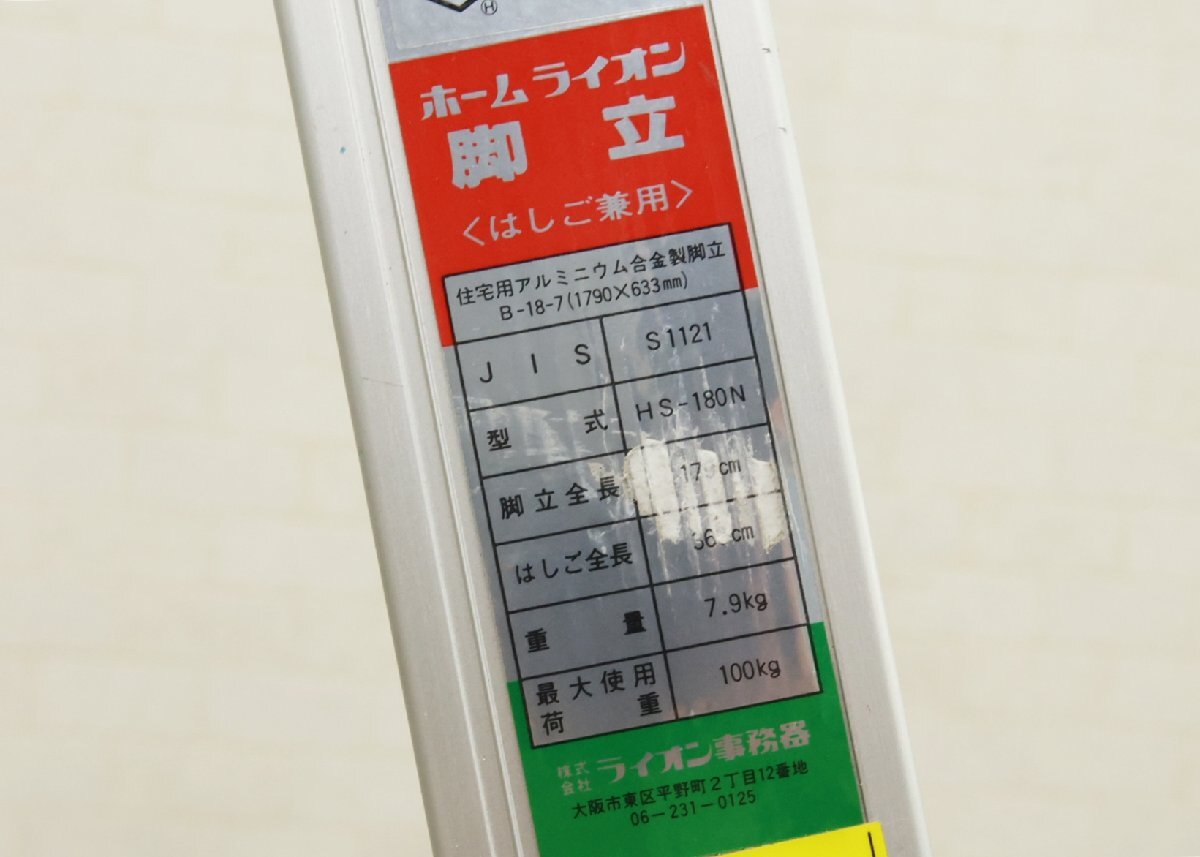 Ⓗ
ホームライオン
脚立
〈はしご兼用〉
住宅用アルミニウム合金製脚立
B-18-7(1790×633mm)
JIS S1121
型式 HS-180N
脚立全長
はしご全長
重量 7.9kg
最大使用
荷重 100kg
株式
会社 ライオン事務器
大阪市東区平野町2丁目12番地
06-231-0125